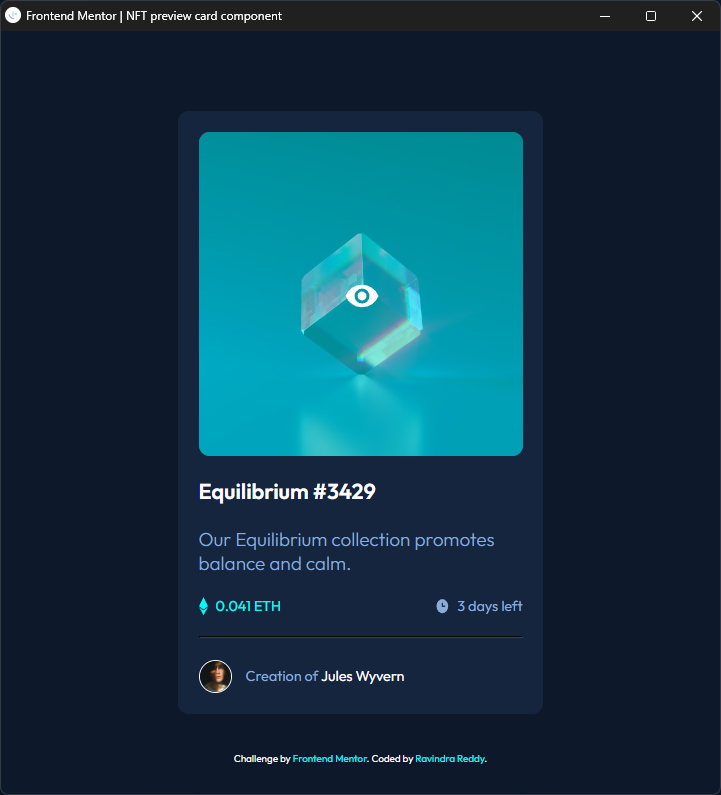 Frontend Mentor | NFT preview card component
Equilibrium #3429
Our Equilibrium collection promotes
balance and calm.
0.041 ETH
3 days left
Creation of Jules Wyvern
Challenge by Frontend Mentor. Coded by Ravindra Reddy.